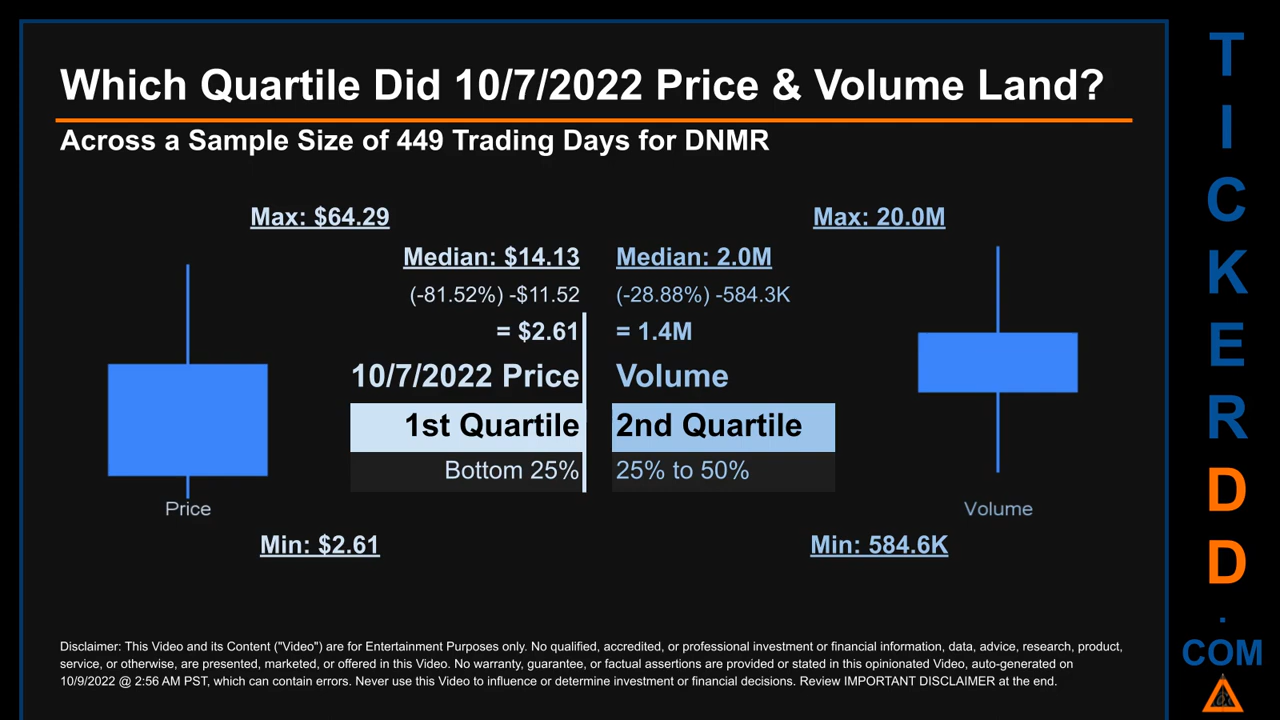 Which Quartile Did 10/7/2022 Price & Volume Land?
Across a Sample Size of 449 Trading Days for DNMR
Max: $64.29
Median: $14.13
(-81.52%) -$11.52
= $2.61
10/7/2022 Price
1st Quartile
Bottom 25%
Price
Min: $2.61
Max: 20.0M
Median: 2.0M
(-28.88%) -584.3K
= 1.4M
Volume
2nd Quartile
25% to 50%
Volume
Min: 584.6K
Disclaimer: This Video and its Content ("Video") are for Entertainment Purposes only. No qualified, accredited, or professional investment or financial information, data, advice, research, product,
service, or otherwise, are presented, marketed, or offered in this Video. No warranty, guarantee, or factual assertions are provided or stated in this opinionated Video, auto-generated on
10/9/2022 @ 2:56 AM PST, which can contain errors. Never use this Video to influence or determine investment or financial decisions. Review IMPORTANT DISCLAIMER at the end.
T
I
C
K
E
R
D
D
.
COM